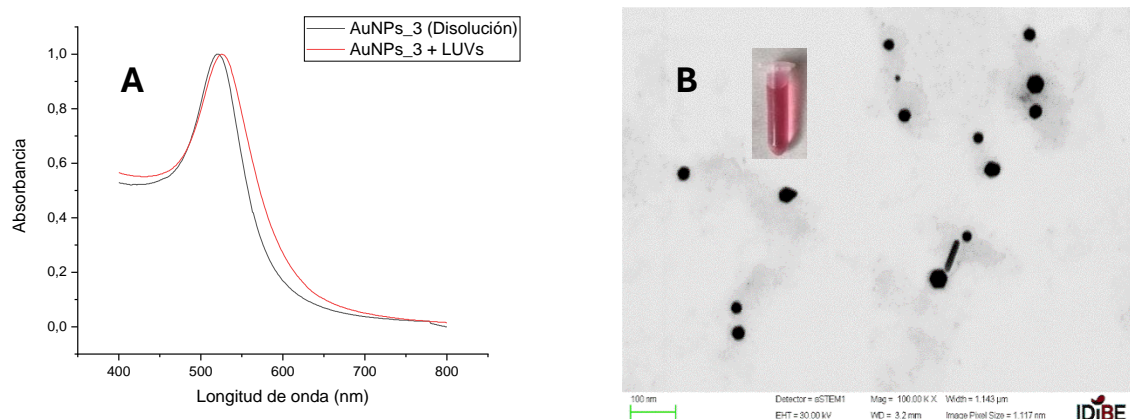 AuNPs_3 (Disolución)
AuNPs_3 + LUVs
A
1,0
0,8
0,6
0,4
0,2
0,0
Absorbancia
400
500
600
700
800
Longitud de onda (nm)
B
100 nm
Detector = aSTEM1 Mag = 100.00 K X Width = 1.143 µm
EHT = 30.00 kV WD = 3.2 mm Image Pixel Size = 1.117 nm
IDiBE